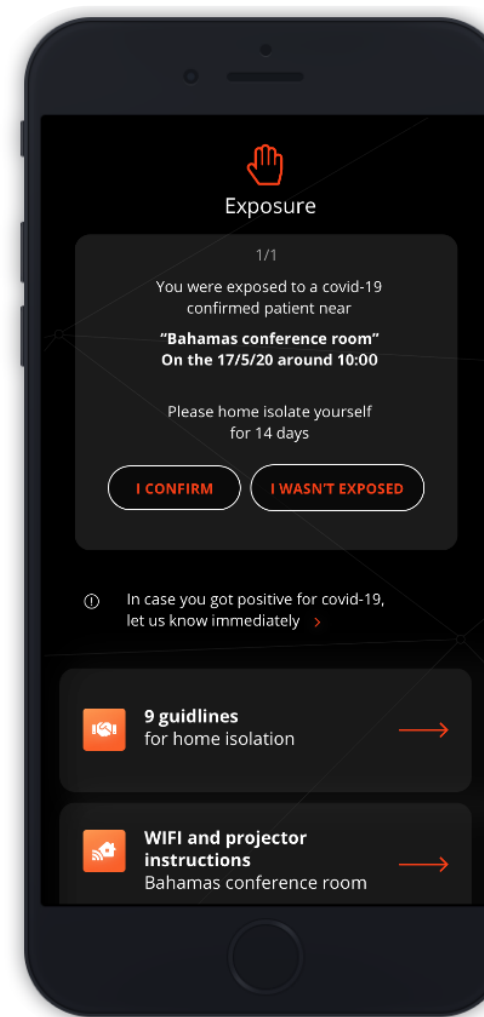 Exposure
1/1
You were exposed to a covid-19
confirmed patient near
"Bahamas conference room"
On the 17/5/20 around 10:00
Please home isolate yourself
for 14 days
I CONFIRM
I WASN'T EXPOSED
In case you got positive for covid-19,
let us know immediately >
9 guidlines
for home isolation
WIFI and projector
instructions
Bahamas conference room